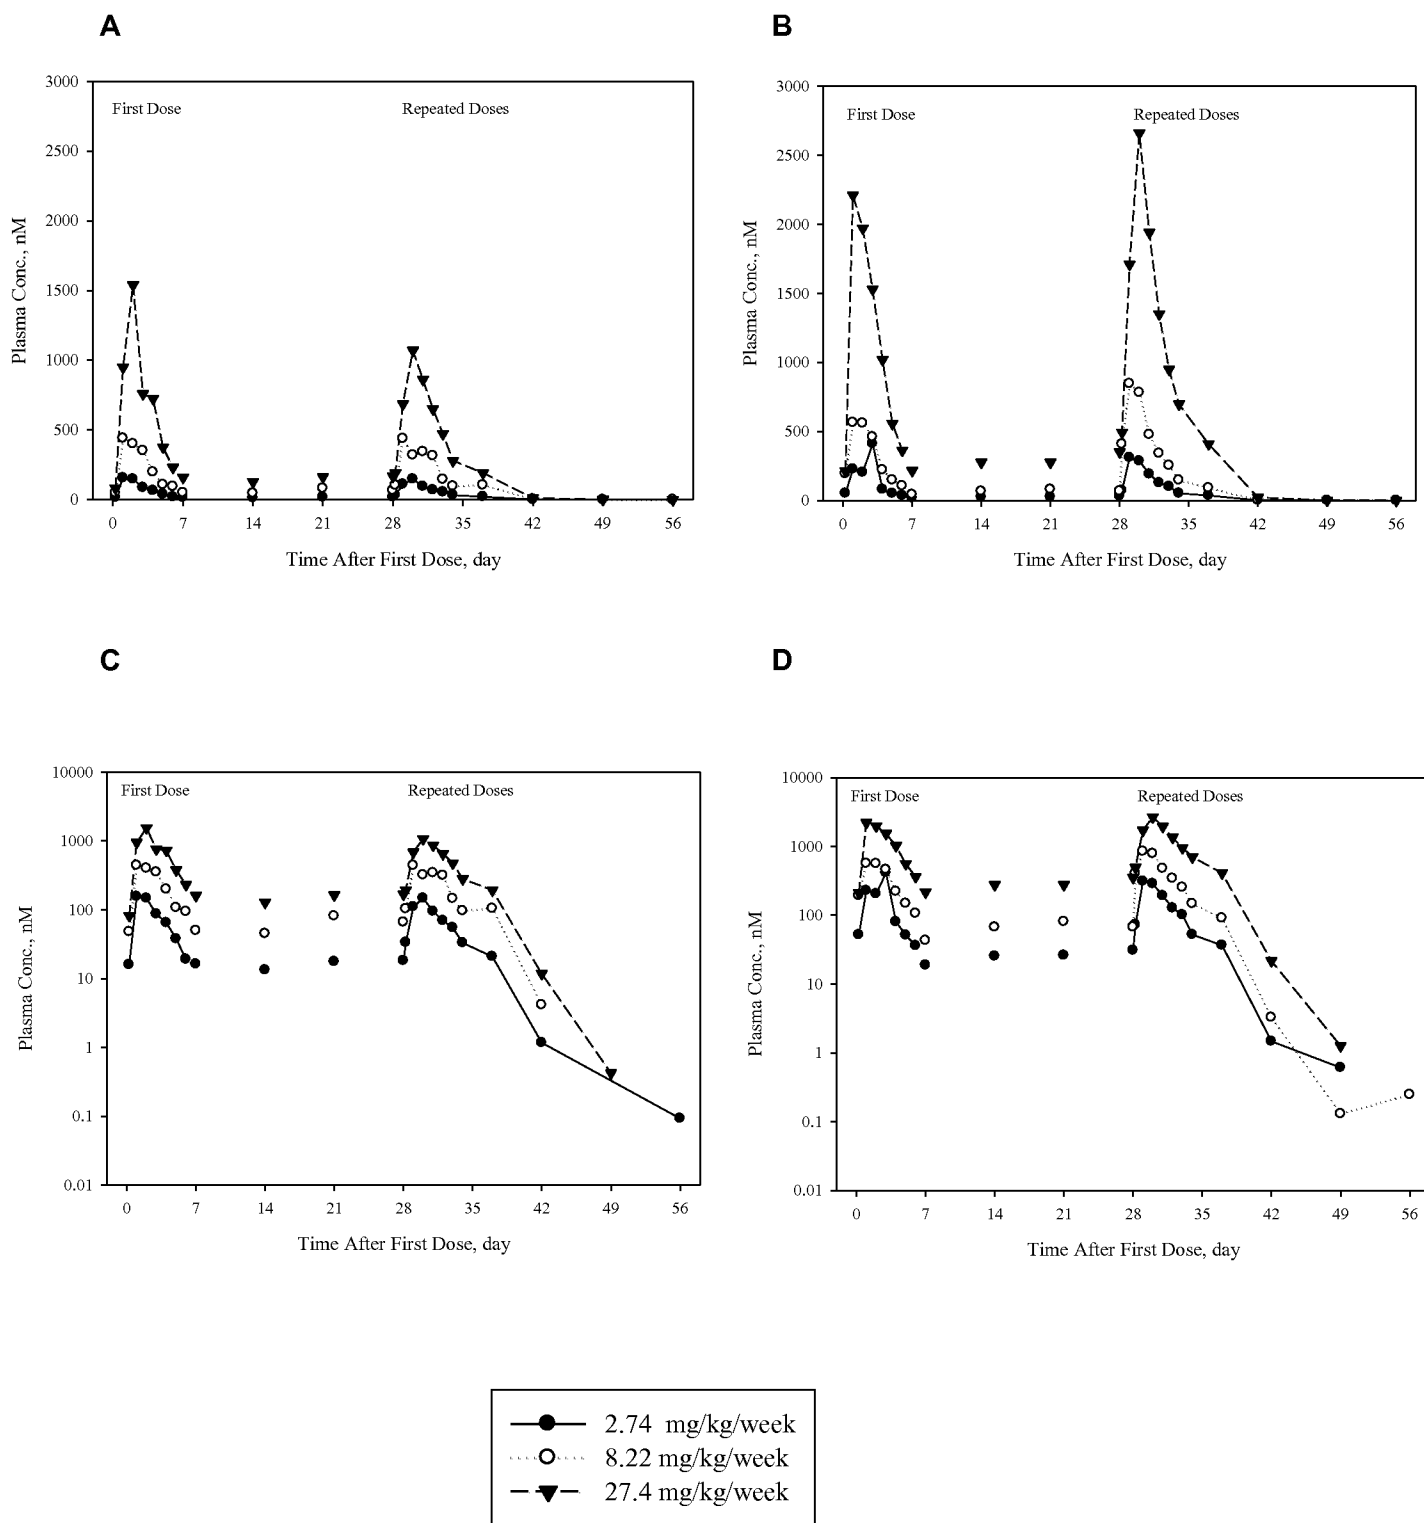 A
3000
2500
2000
1500
1000
500
0
Plasma Conc., nM
First Dose
Repeated Doses
0 7 14 21 28 35 42 49 56
Time After First Dose, day
B
3000
2500
2000
1500
1000
500
0
Plasma Conc., nM
First Dose
Repeated Doses
0 7 14 21 28 35 42 49 56
Time After First Dose, day
C
10000
1000
100
10
1
0.1
0.01
Plasma Conc., nM
First Dose
Repeated Doses
0 7 14 21 28 35 42 49 56
Time After First Dose, day
D
10000
1000
100
10
1
0.1
0.01
Plasma Conc., nM
First Dose
Repeated Doses
0 7 14 21 28 35 42 49 56
Time After First Dose, day
2.74 mg/kg/week
8.22 mg/kg/week
27.4 mg/kg/week